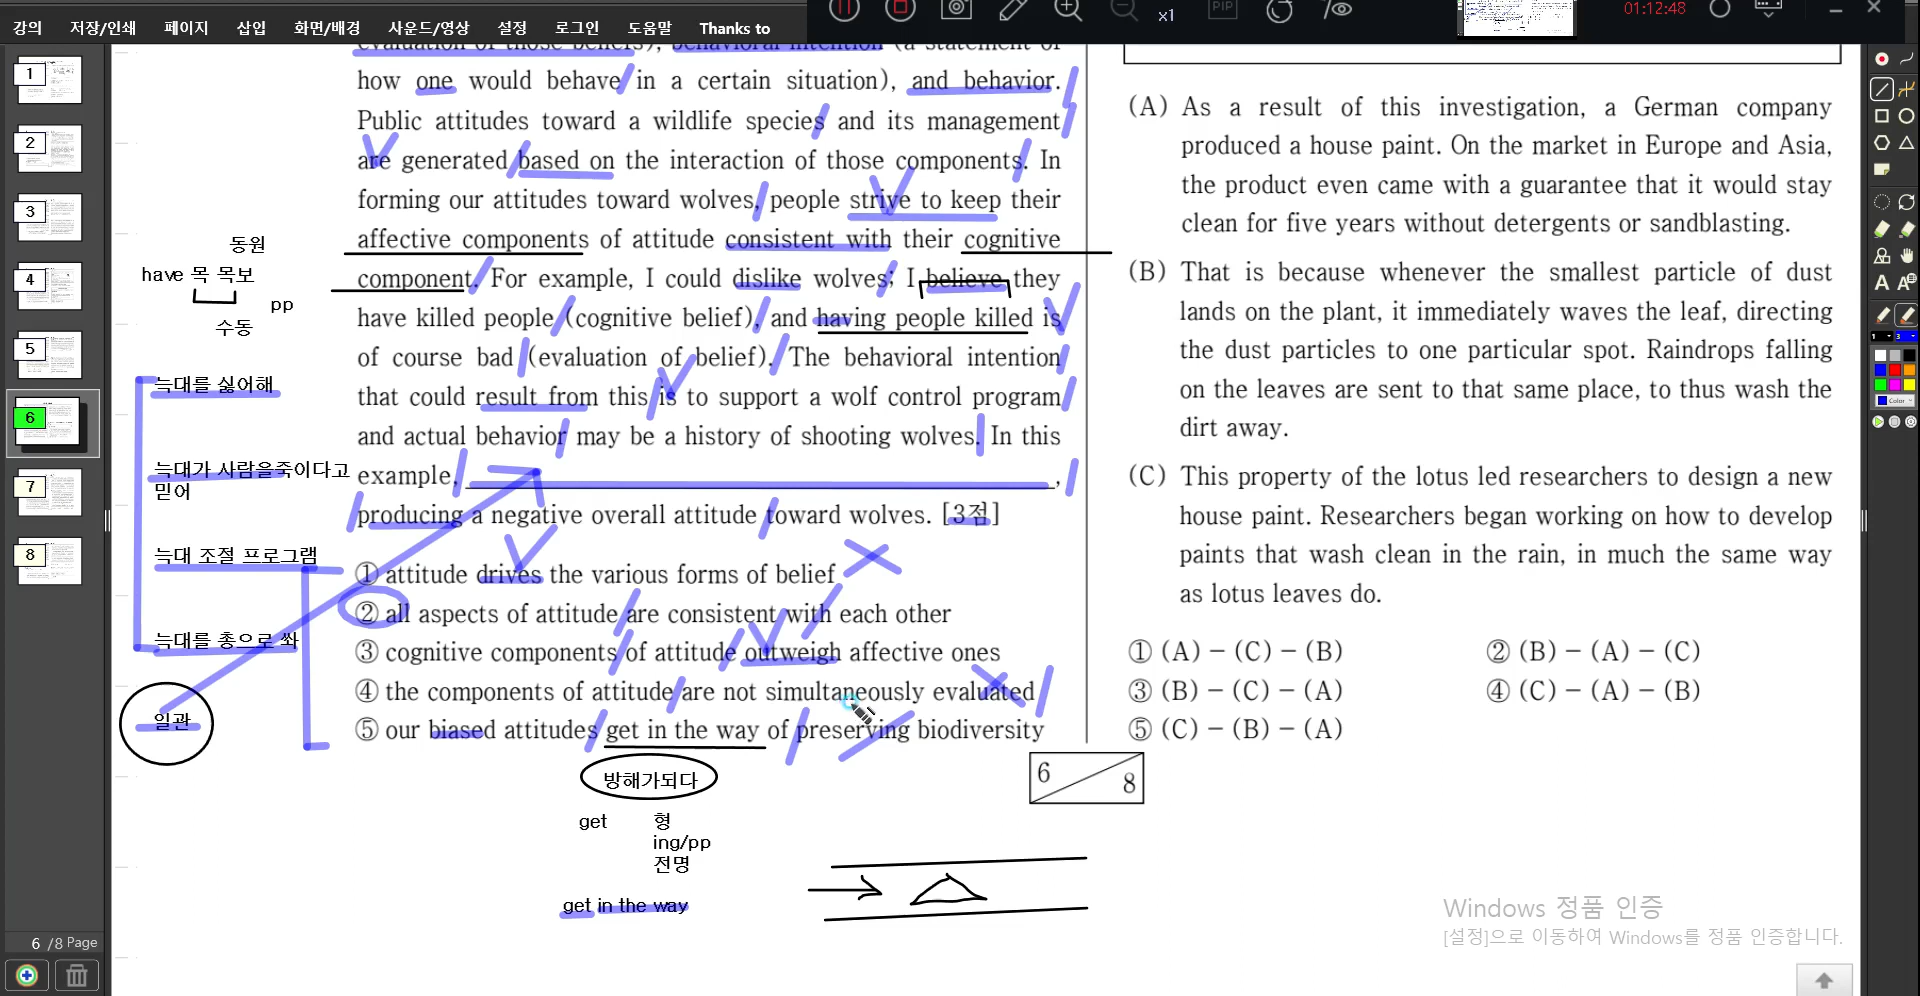 강의 저장/인쇄 페이지 삽입 화면/배경 사운드/영상 설정 로그인 도움말 Thanks to
x1
PIP
01:12:48
1
2
3
4
5
6
7
8
6 /8 Page
evaluation of those beliefs), behavioral intention (a statement of
how one would behave in a certain situation), and behavior.
Public attitudes toward a wildlife species and its management
are generated based on the interaction of those components. In
forming our attitudes toward wolves, people strive to keep their
affective components of attitude consistent with their cognitive
component. For example, I could dislike wolves; I believe they
have killed people (cognitive belief), and having people killed is
of course bad (evaluation of belief). The behavioral intention
that could result from this is to support a wolf control program
and actual behavior may be a history of shooting wolves. In this
example, ,
producing a negative overall attitude toward wolves. [3점]
① attitude drives the various forms of belief
② all aspects of attitude are consistent with each other
③ cognitive components of attitude outweigh affective ones
④ the components of attitude are not simultaneously evaluated
⑤ our biased attitudes get in the way of preserving biodiversity
동원
have 목 목보
pp
수동
늑대를 싫어해
늑대가 사람을죽이다고
믿어
늑대 조절 프로그램
늑대를 총으로 쏴
일관
방해가되다
get 형
ing/pp
전명
get in the way
6
8
(A) As a result of this investigation, a German company
produced a house paint. On the market in Europe and Asia,
the product even came with a guarantee that it would stay
clean for five years without detergents or sandblasting.
(B) That is because whenever the smallest particle of dust
lands on the plant, it immediately waves the leaf, directing
the dust particles to one particular spot. Raindrops falling
on the leaves are sent to that same place, to thus wash the
dirt away.
(C) This property of the lotus led researchers to design a new
house paint. Researchers began working on how to develop
paints that wash clean in the rain, in much the same way
as lotus leaves do.
① (A) - (C) - (B) ② (B) - (A) - (C)
③ (B) - (C) - (A) ④ (C) - (A) - (B)
⑤ (C) - (B) - (A)
Windows 정품 인증
[설정]으로 이동하여 Windows를 정품 인증합니다.
A
Color